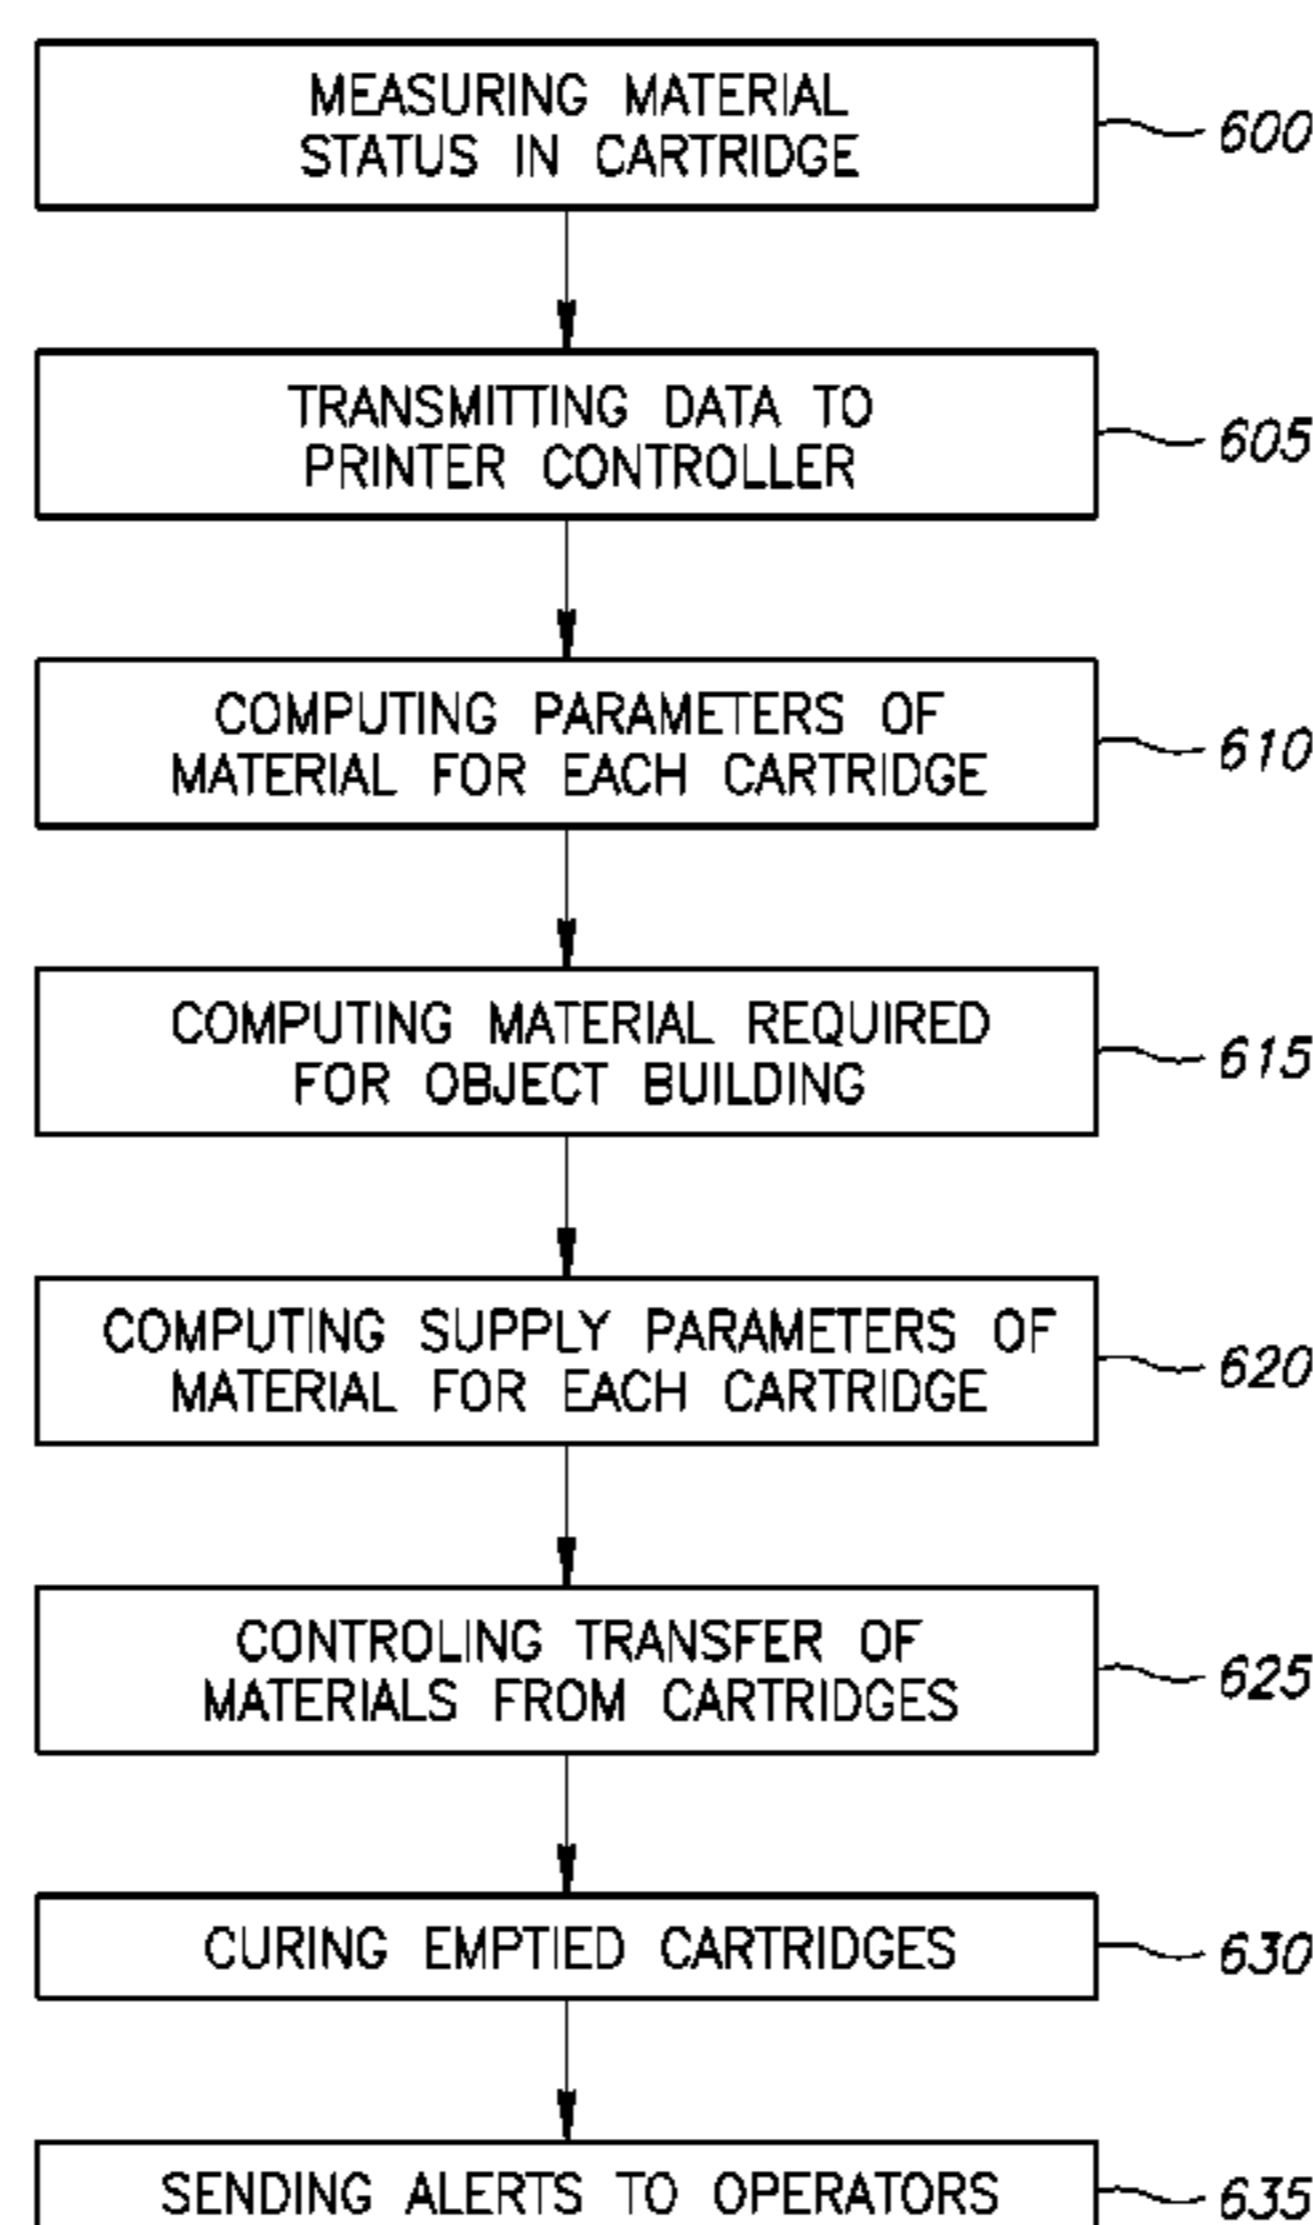 MEASURING MATERIAL
STATUS IN CARTRIDGE
600
TRANSMITTING DATA TO
PRINTER CONTROLLER
605
COMPUTING PARAMETERS OF
MATERIAL FOR EACH CARTRIDGE
610
COMPUTING MATERIAL REQUIRED
FOR OBJECT BUILDING
615
COMPUTING SUPPLY PARAMETERS OF
MATERIAL FOR EACH CARTRIDGE
620
CONTROLING TRANSFER OF
MATERIALS FROM CARTRIDGES
625
CURING EMPTIED CARTRIDGES
630
SENDING ALERTS TO OPERATORS
635